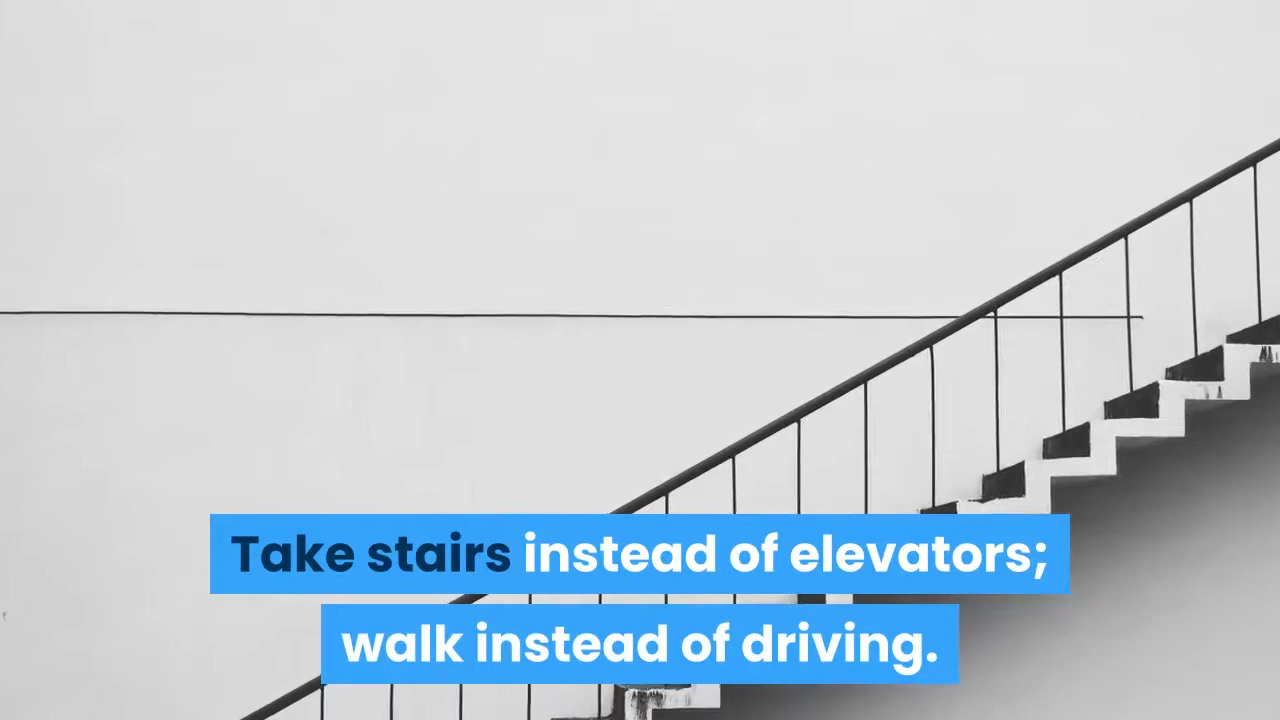 Take stairs instead of elevators;
walk instead of driving.